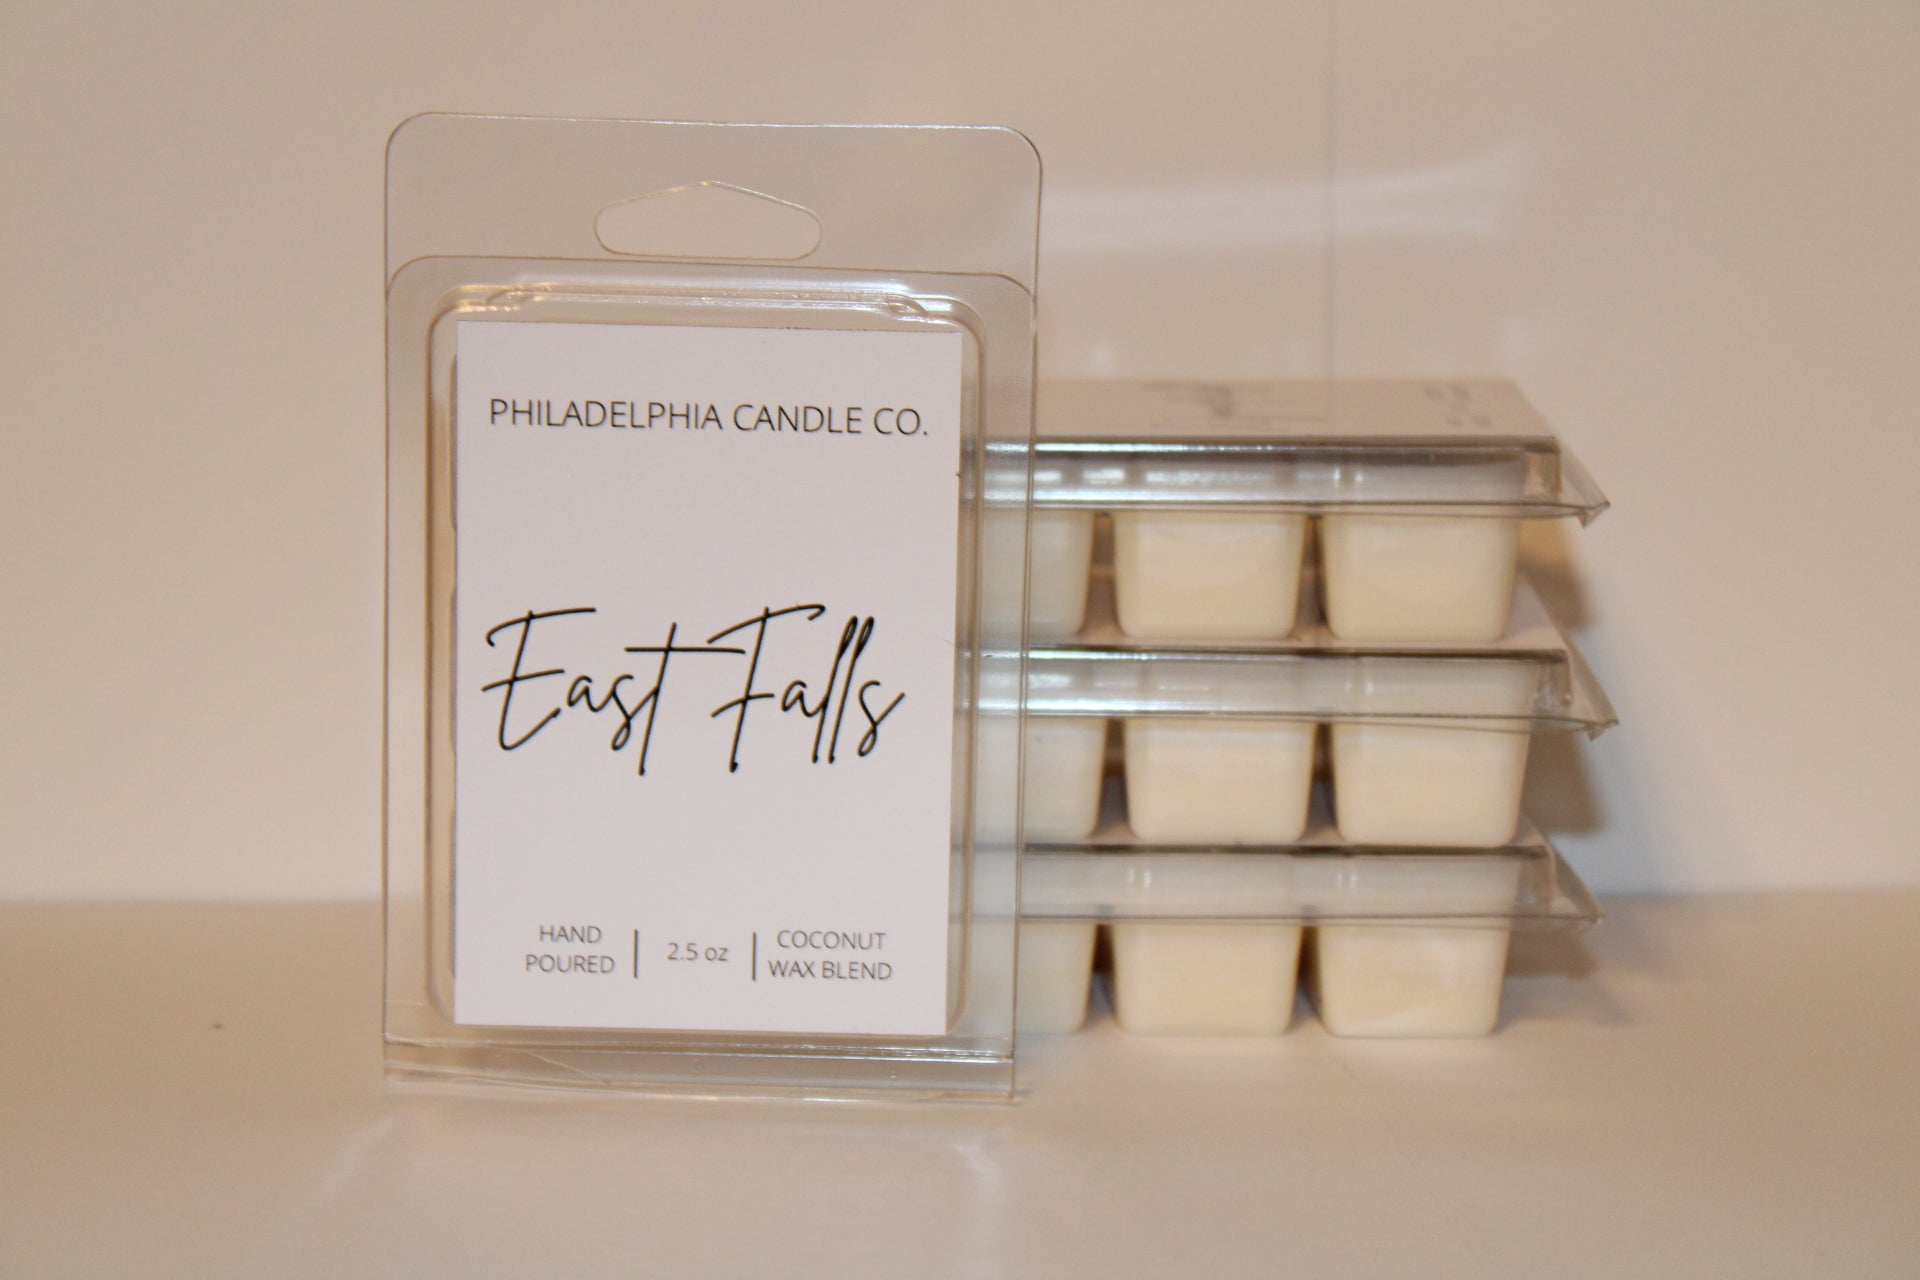 PHILADELPHIA CANDLE CO.
East Falls
HAND
POURED
2.5 oz
COCONUT
WAX BLEND